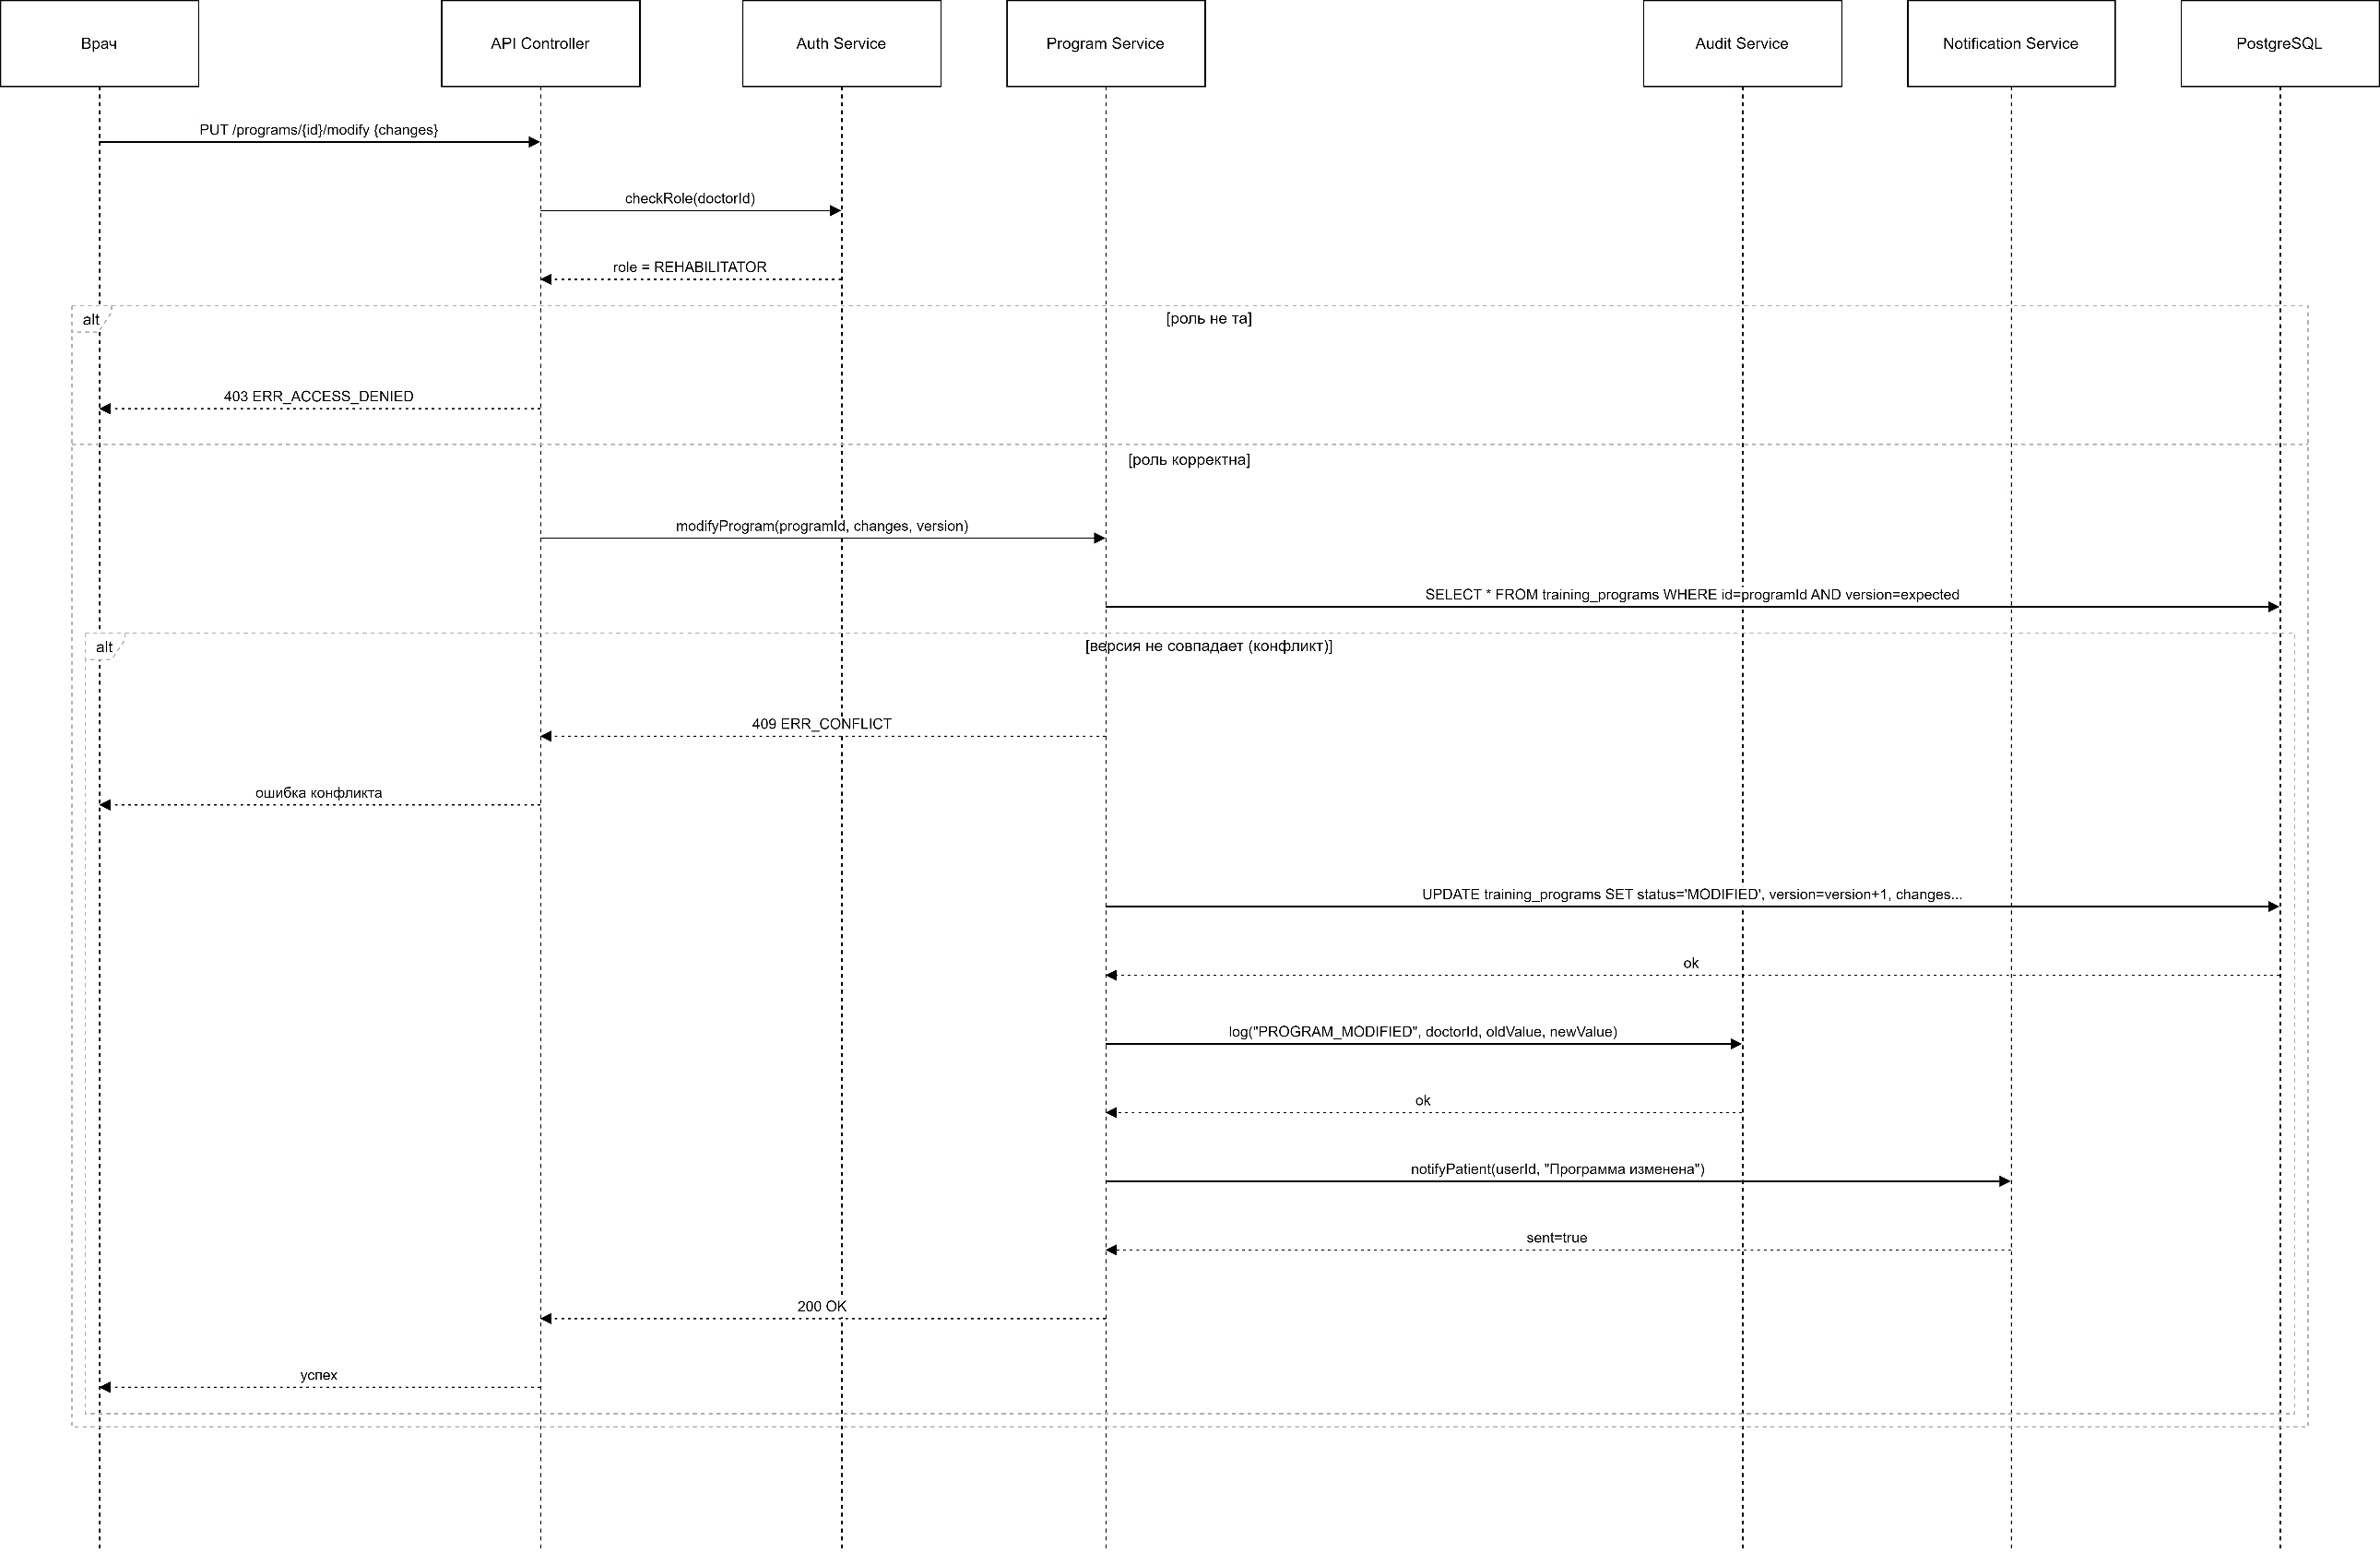 Врач
API Controller
Auth Service
Program Service
Audit Service
Notification Service
PostgreSQL
PUT /programs/{id}/modify {changes}
checkRole(doctorId)
role = REHABILITATOR
alt
[роль не та]
403 ERR_ACCESS_DENIED
[роль корректна]
modifyProgram(programId, changes, version)
SELECT * FROM training_programs WHERE id=programId AND version=expected
alt
[версия не совпадает (конфликт)]
409 ERR_CONFLICT
ошибка конфликта
UPDATE training_programs SET status='MODIFIED', version=version+1, changes...
ok
log("PROGRAM_MODIFIED", doctorId, oldValue, newValue)
ok
notifyPatient(userId, "Программа изменена")
sent=true
200 OK
успех